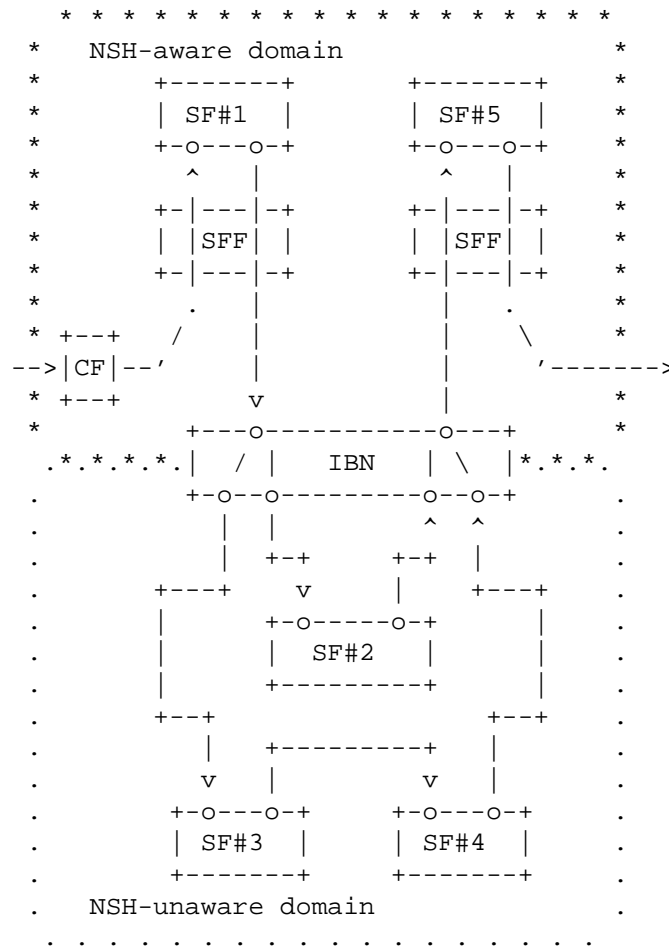 NSH-aware domain
SF#1 SF#5
SFF SFF
CF
IBN
SF#2
SF#3 SF#4
NSH-unaware domain